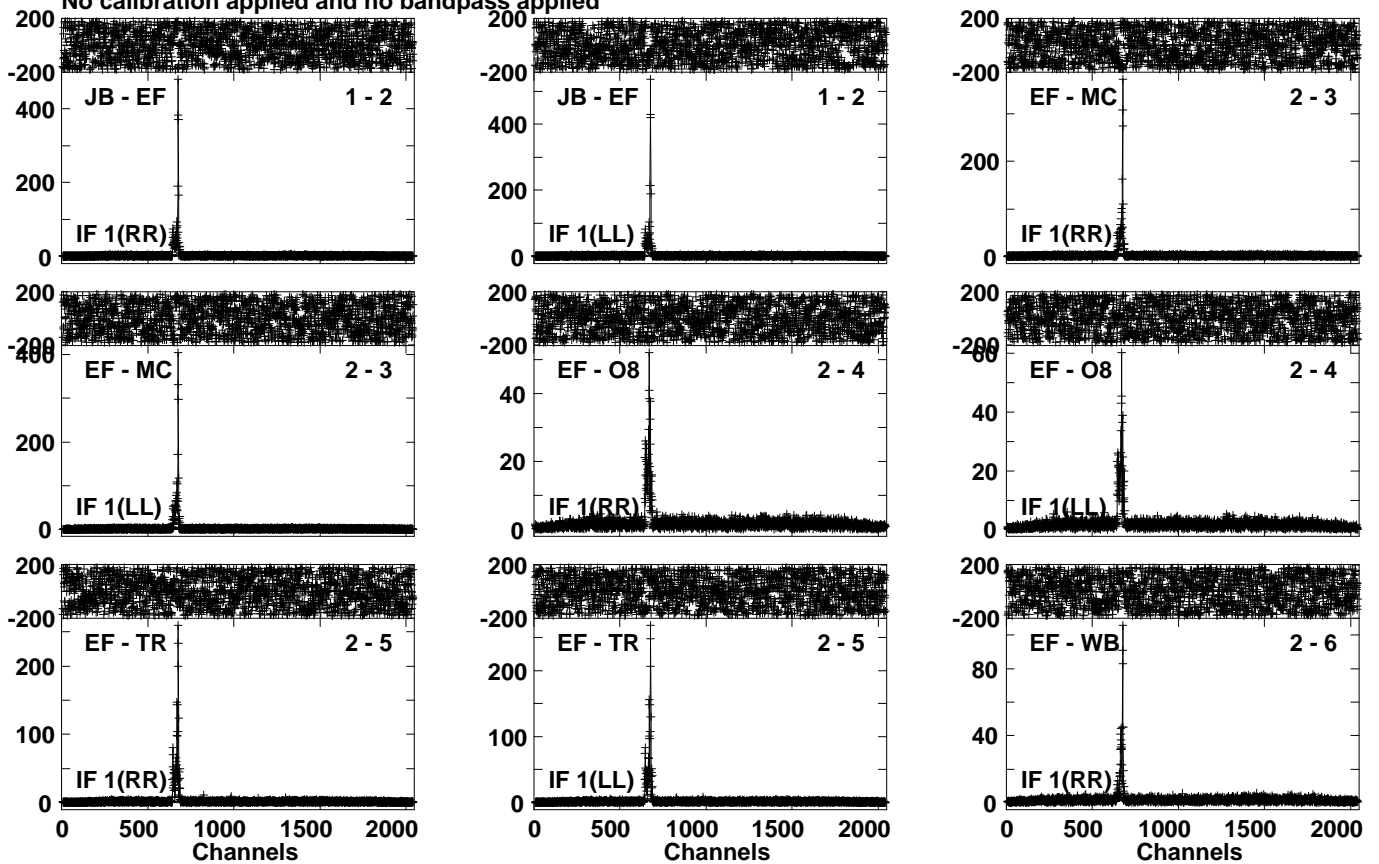 No calibration applied and no bandpass applied
200
-200
JB - EF 1 - 2
400
200
IF 1(RR)
0
200
-200
JB - EF 1 - 2
400
200
IF 1(LL)
0
200
-200
EF - MC 2 - 3
200
IF 1(RR)
0
200
-200
400
EF - MC 2 - 3
200
IF 1(LL)
0
200
-200
EF - O8 2 - 4
40
20
IF 1(RR)
0
200
-200
60
EF - O8 2 - 4
40
20
IF 1(LL)
0
200
-200
EF - TR 2 - 5
200
100
IF 1(RR)
0
0 500 1000 1500 2000
Channels
200
-200
EF - TR 2 - 5
200
100
IF 1(LL)
0
0 500 1000 1500 2000
Channels
200
-200
EF - WB 2 - 6
80
40
IF 1(RR)
0
0 500 1000 1500 2000
Channels